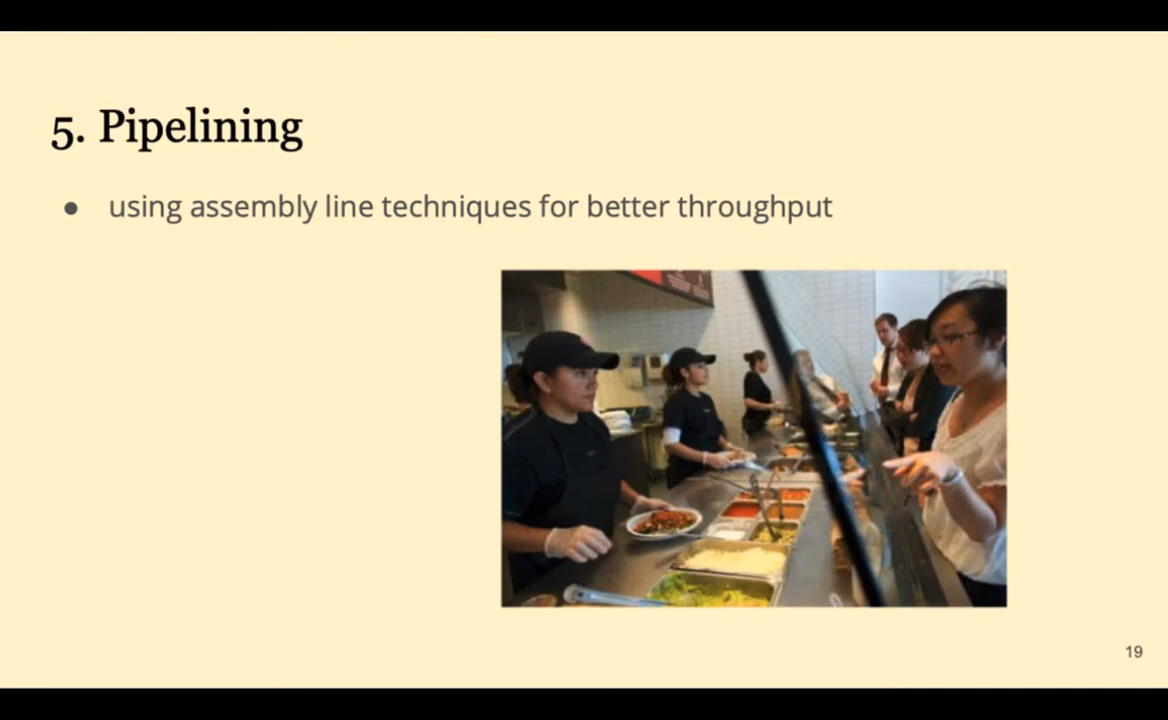 5. Pipelining
● using assembly line techniques for better throughput
19